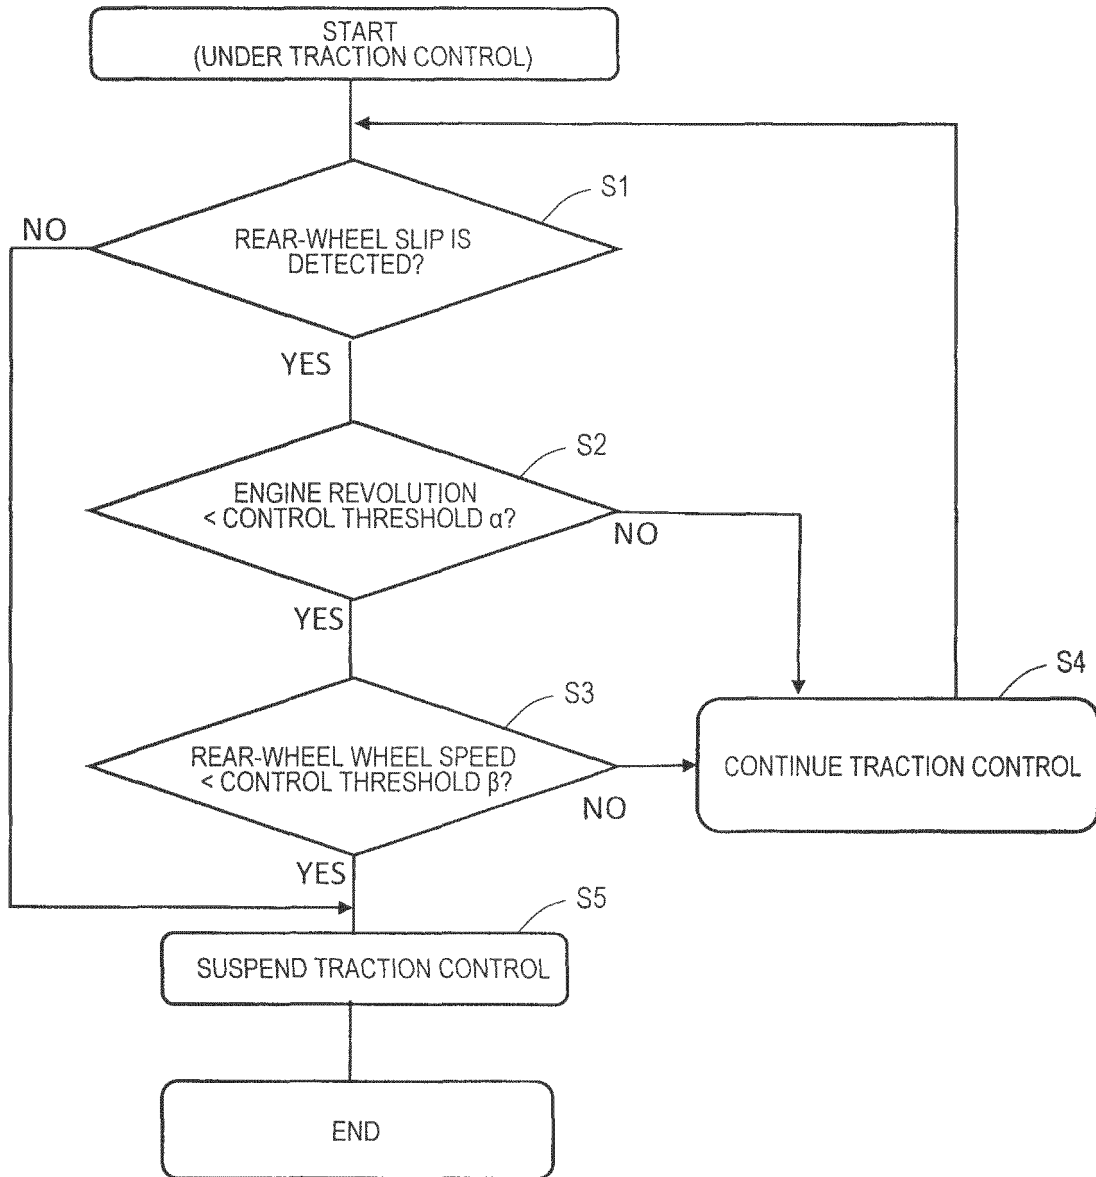 START
(UNDER TRACTION CONTROL)
S1
NO
REAR-WHEEL SLIP IS
DETECTED?
YES
S2
ENGINE REVOLUTION
< CONTROL THRESHOLD α?
NO
YES
S3
S4
REAR-WHEEL WHEEL SPEED
< CONTROL THRESHOLD β?
CONTINUE TRACTION CONTROL
NO
YES
S5
SUSPEND TRACTION CONTROL
END